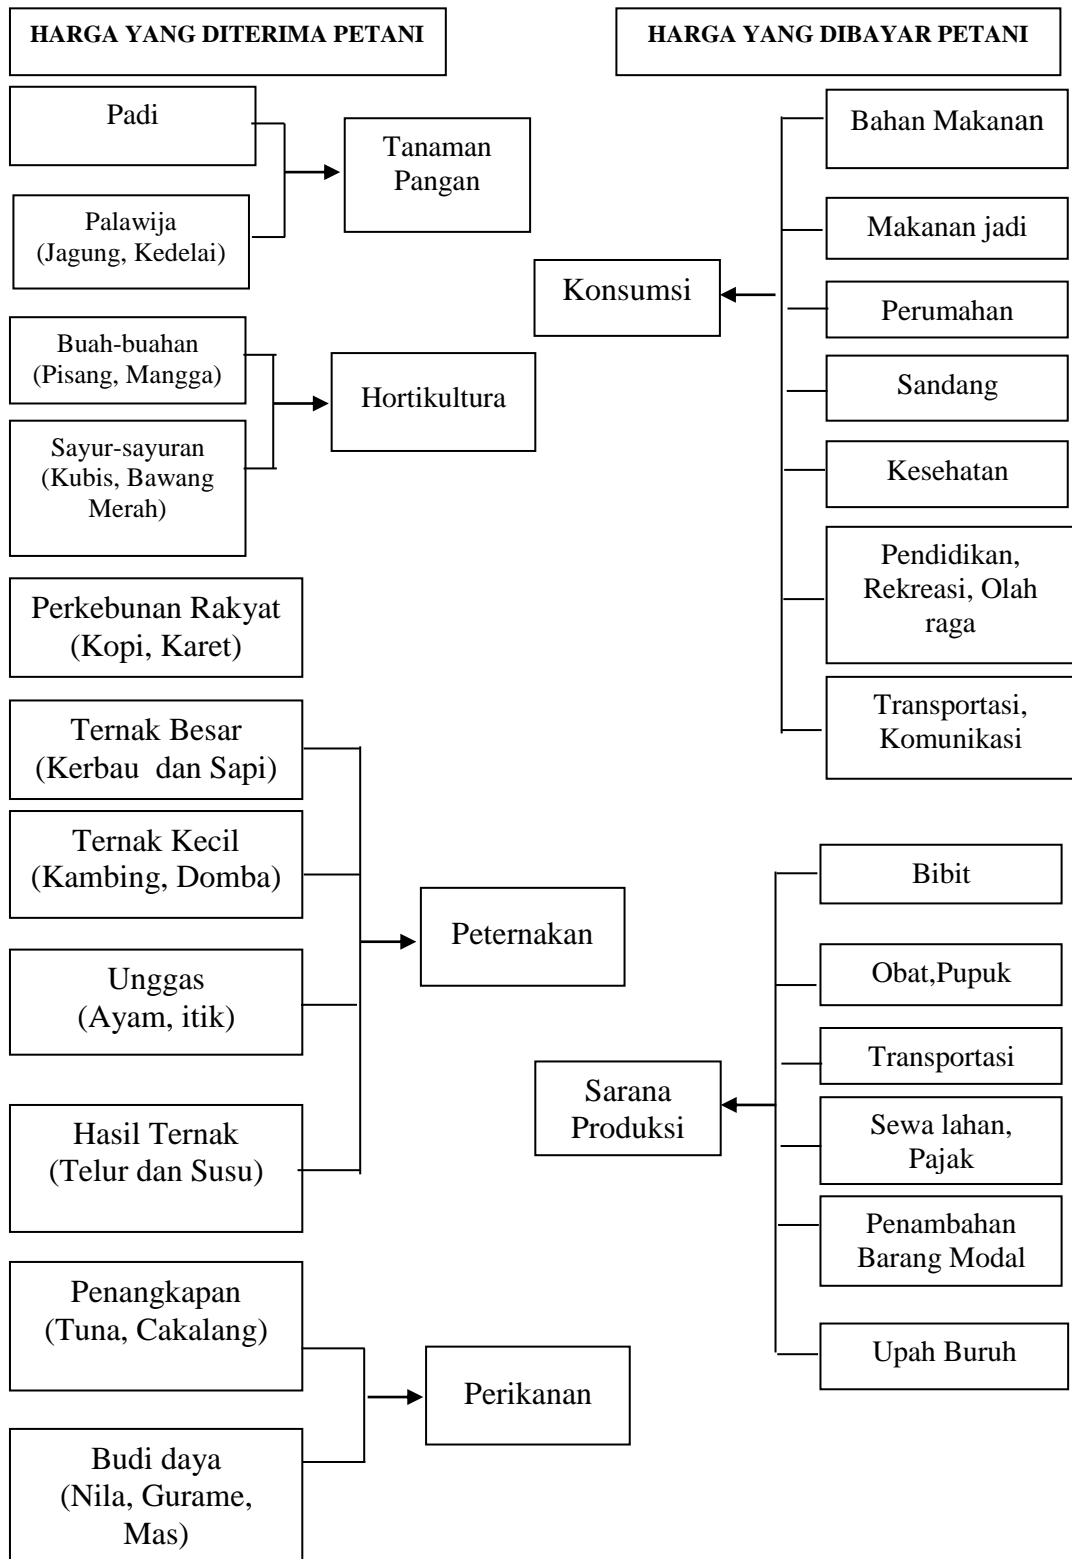 HARGA YANG DITERIMA PETANI
Padi
Palawija
(Jagung, Kedelai)
Tanaman
Pangan
Buah-buahan
(Pisang, Mangga)
Sayur-sayuran
(Kubis, Bawang
Merah)
Hortikultura
Perkebunan Rakyat
(Kopi, Karet)
Ternak Besar
(Kerbau  dan Sapi)
Ternak Kecil
(Kambing, Domba)
Unggas
(Ayam, itik)
Hasil Ternak
(Telur dan Susu)
Peternakan
Penangkapan
(Tuna, Cakalang)
Budi daya
(Nila, Gurame,
Mas)
Perikanan
HARGA YANG DIBAYAR PETANI
Konsumsi
Bahan Makanan
Makanan jadi
Perumahan
Sandang
Kesehatan
Pendidikan,
Rekreasi, Olah
raga
Transportasi,
Komunikasi
Sarana
Produksi
Bibit
Obat,Pupuk
Transportasi
Sewa lahan,
Pajak
Penambahan
Barang Modal
Upah Buruh